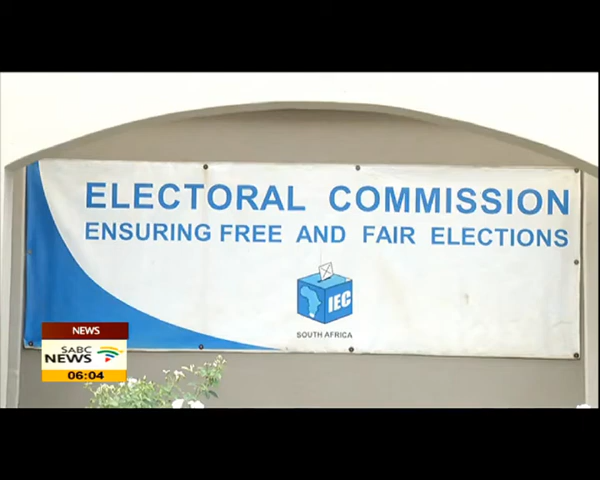 ELECTORAL COMMISSION
ENSURING FREE AND FAIR ELECTIONS
IEC
SOUTH AFRICA
NEWS
SABC
NEWS
06:04